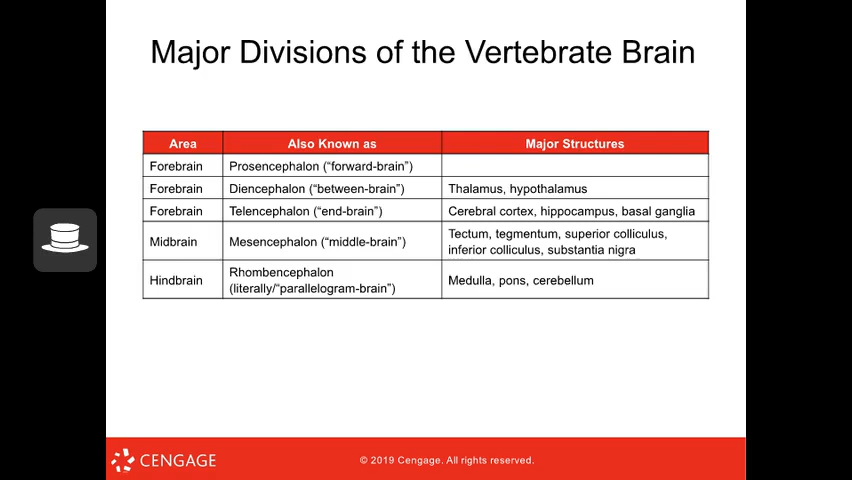 Major Divisions of the Vertebrate Brain
Area Also Known as Major Structures
Forebrain Prosencephalon (“forward-brain”)
Forebrain Diencephalon (“between-brain”) Thalamus, hypothalamus
Forebrain Telencephalon (“end-brain”) Cerebral cortex, hippocampus, basal ganglia
Midbrain Mesencephalon (“middle-brain”) Tectum, tegmentum, superior colliculus,
inferior colliculus, substantia nigra
Hindbrain Rhombencephalon
(literally/“parallelogram-brain”) Medulla, pons, cerebellum
CENGAGE
© 2019 Cengage. All rights reserved.